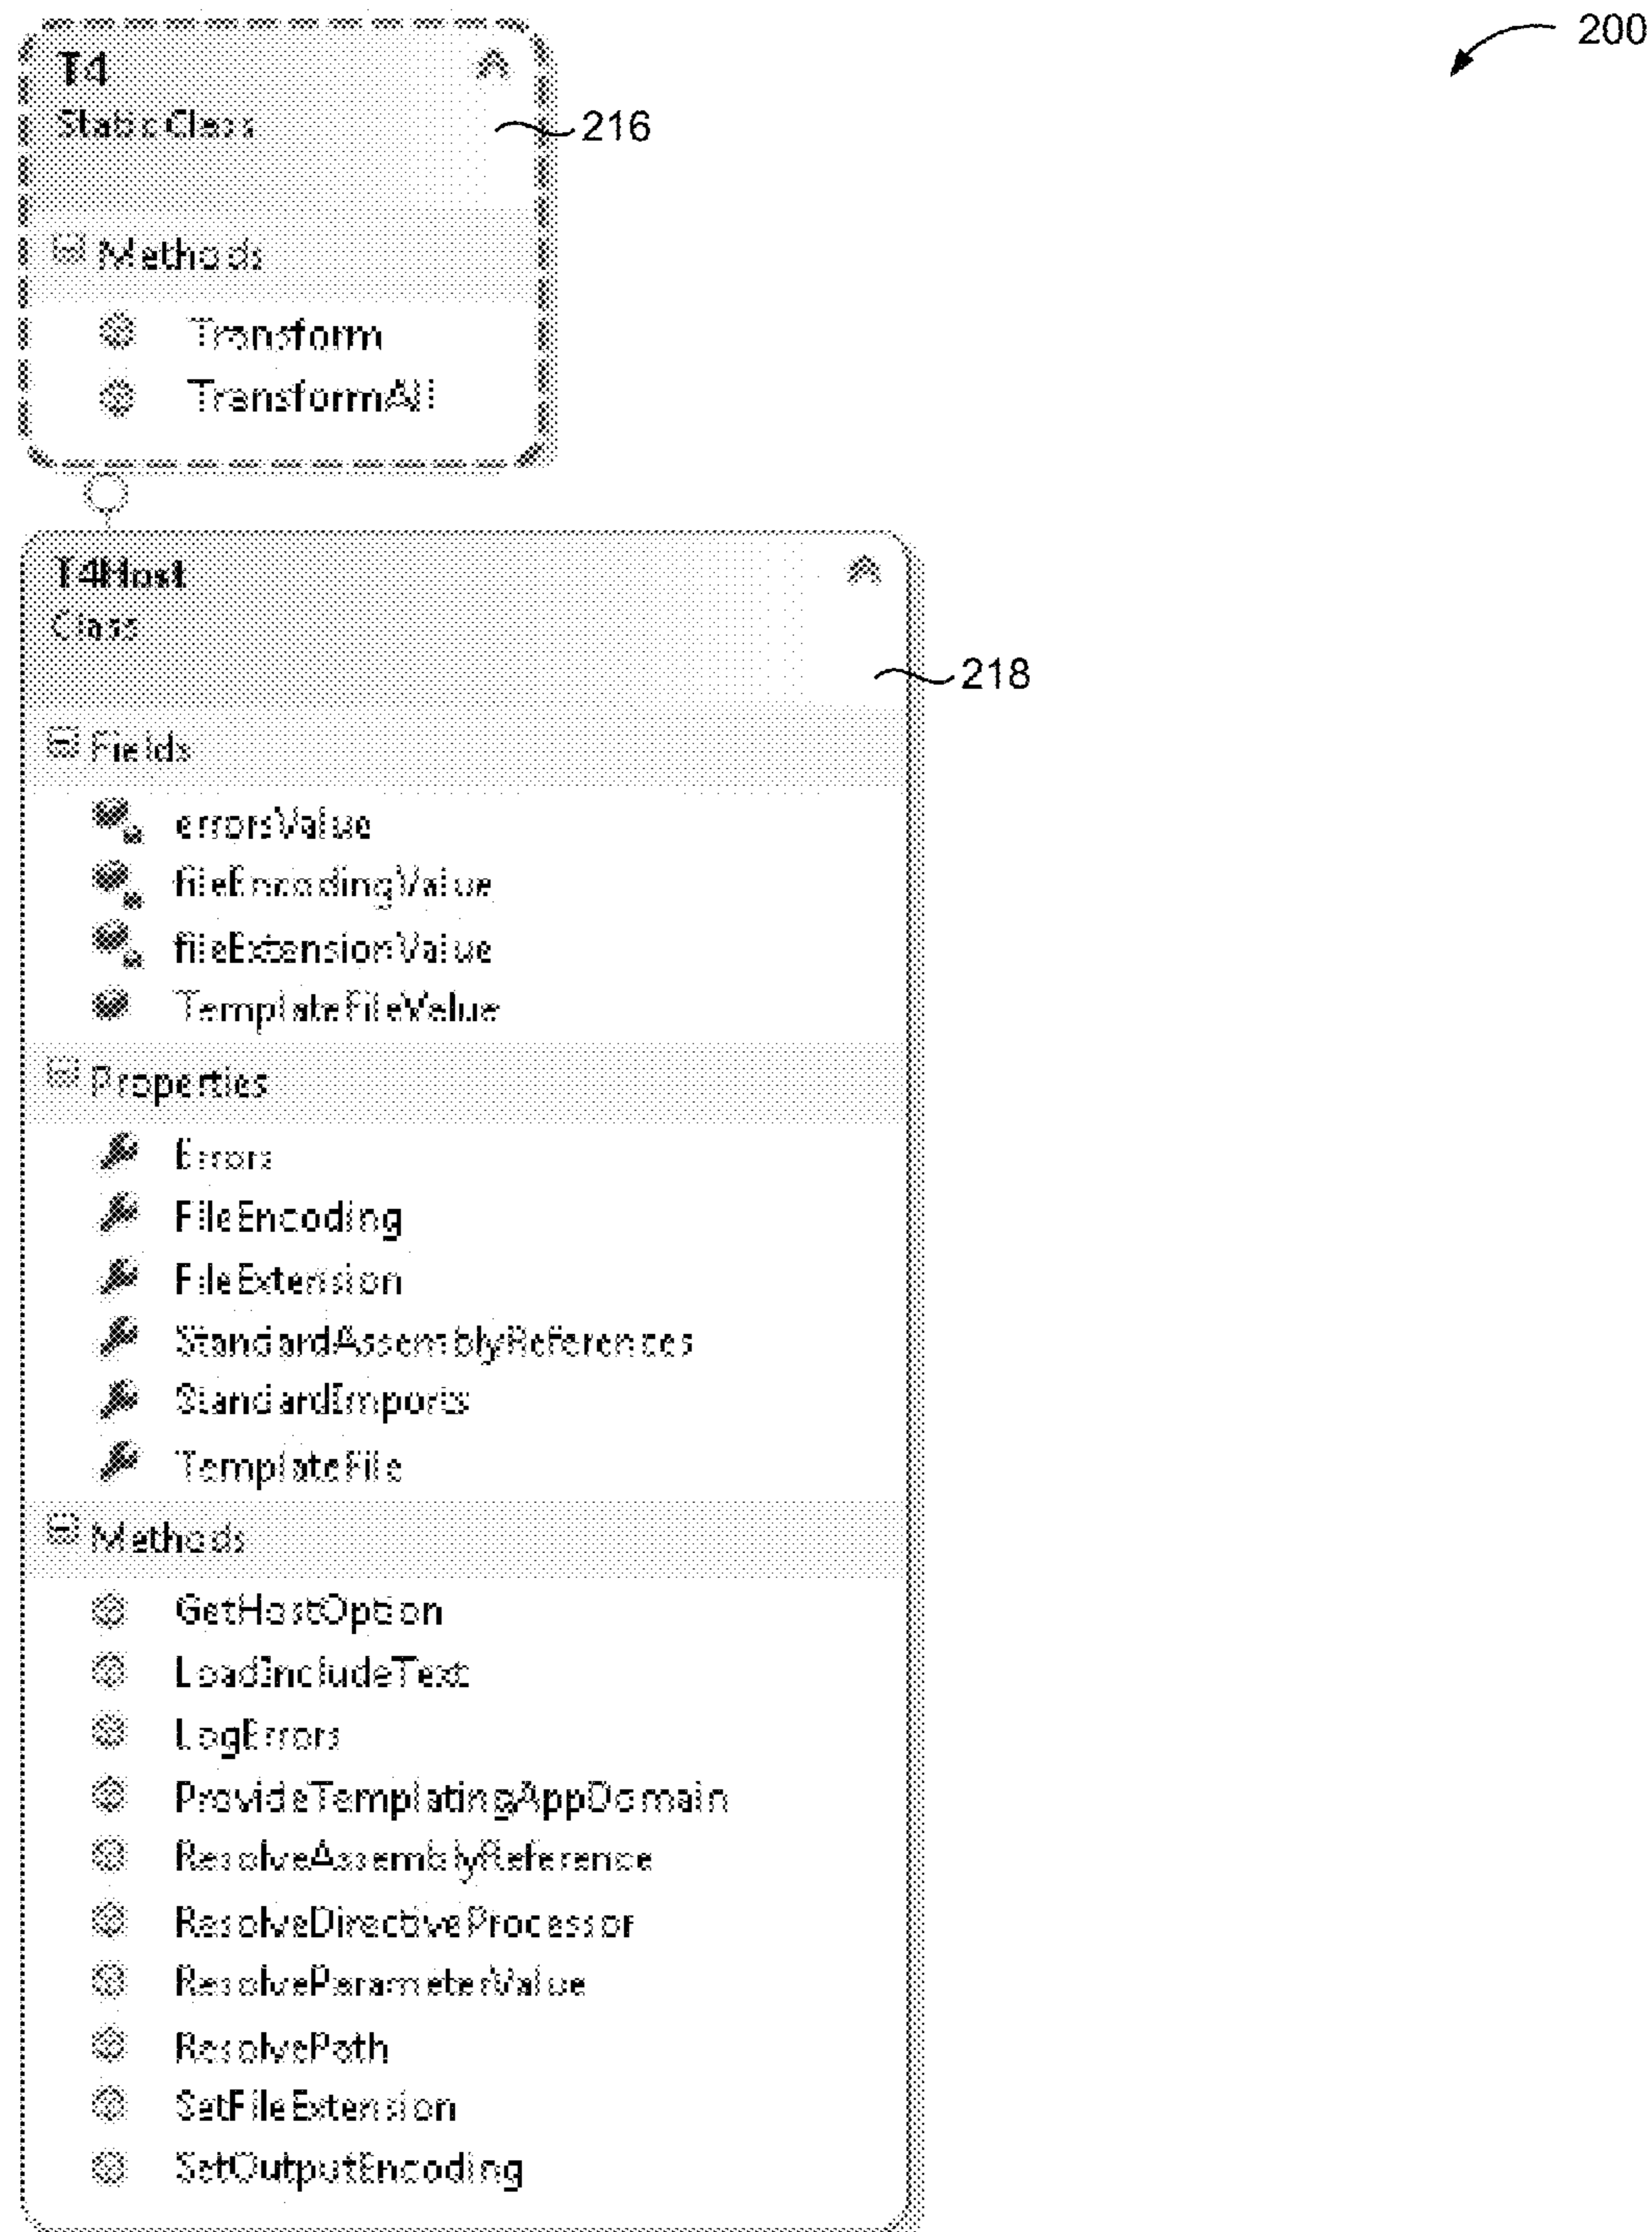 200
T4
Static Class
216
Methods
Transform
TransformAll
T4Host
Class
218
Fields
errorsValue
fileEncodingValue
fileExtensionValue
TemplateFileValue
Properties
Errors
FileEncoding
FileExtension
StandardAssemblyReferences
StandardImports
TemplateFile
Methods
GetHostOption
LoadIncludeText
LogErrors
ProvideTemplatingAppDomain
ResolveAssemblyReference
ResolveDirectiveProcessor
ResolveParameterValue
ResolvePath
SetFileExtension
SetOutputEncoding